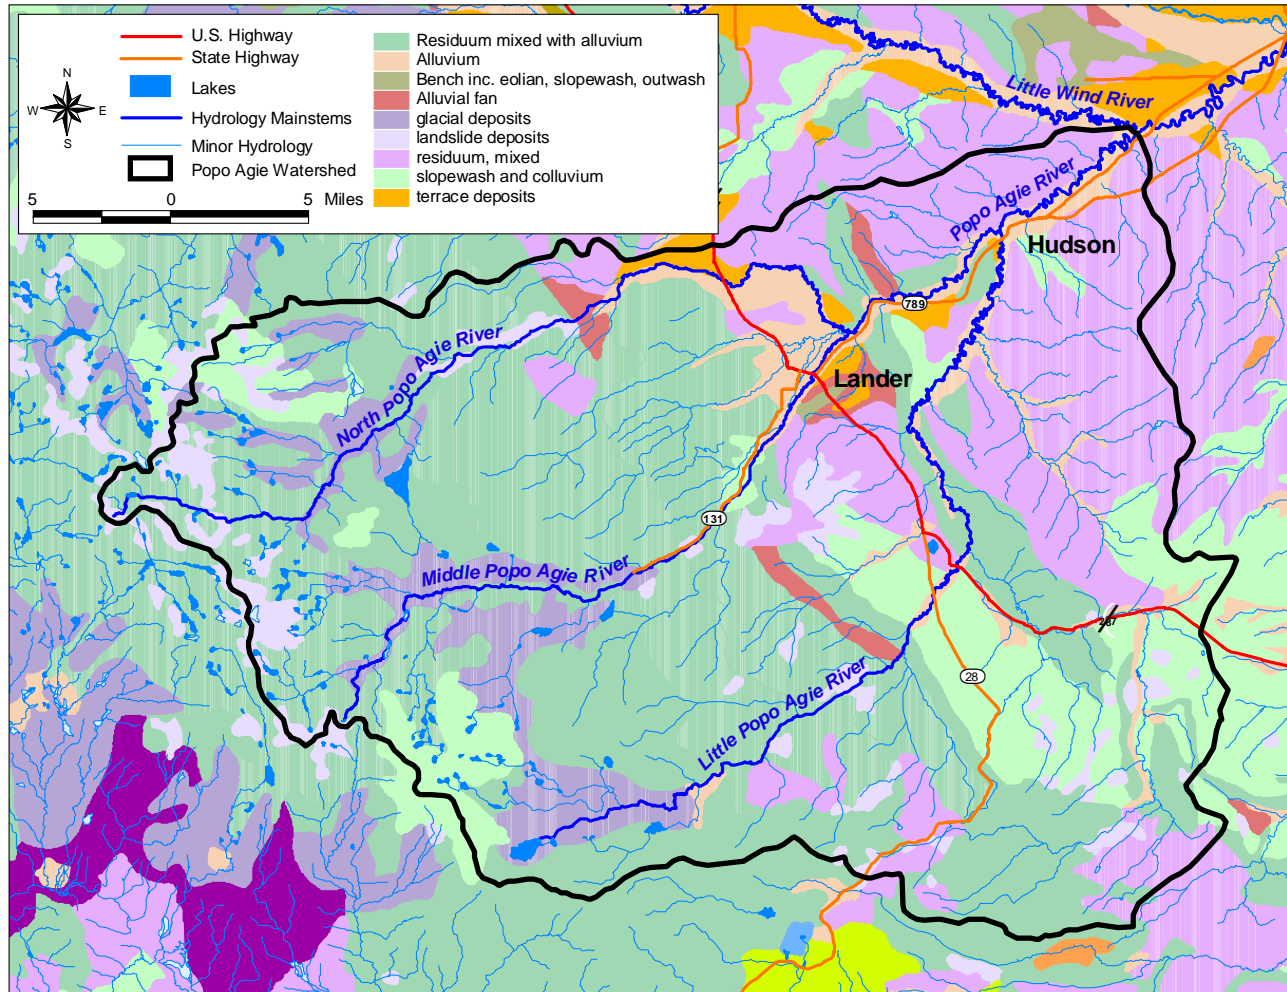 U.S. Highway
State Highway
Lakes
Hydrology Mainstems
Minor Hydrology
Popo Agie Watershed
N
W E
S
5 0 5 Miles
Residuum mixed with alluvium
Alluvium
Bench inc. eolian, slopewash, outwash
Alluvial fan
glacial deposits
landslide deposits
residuum, mixed
slopewash and colluvium
terrace deposits
Little Wind River
Popo Agie River
Hudson
789
North Popo Agie River
Lander
131
Middle Popo Agie River
287
28
Little Popo Agie River